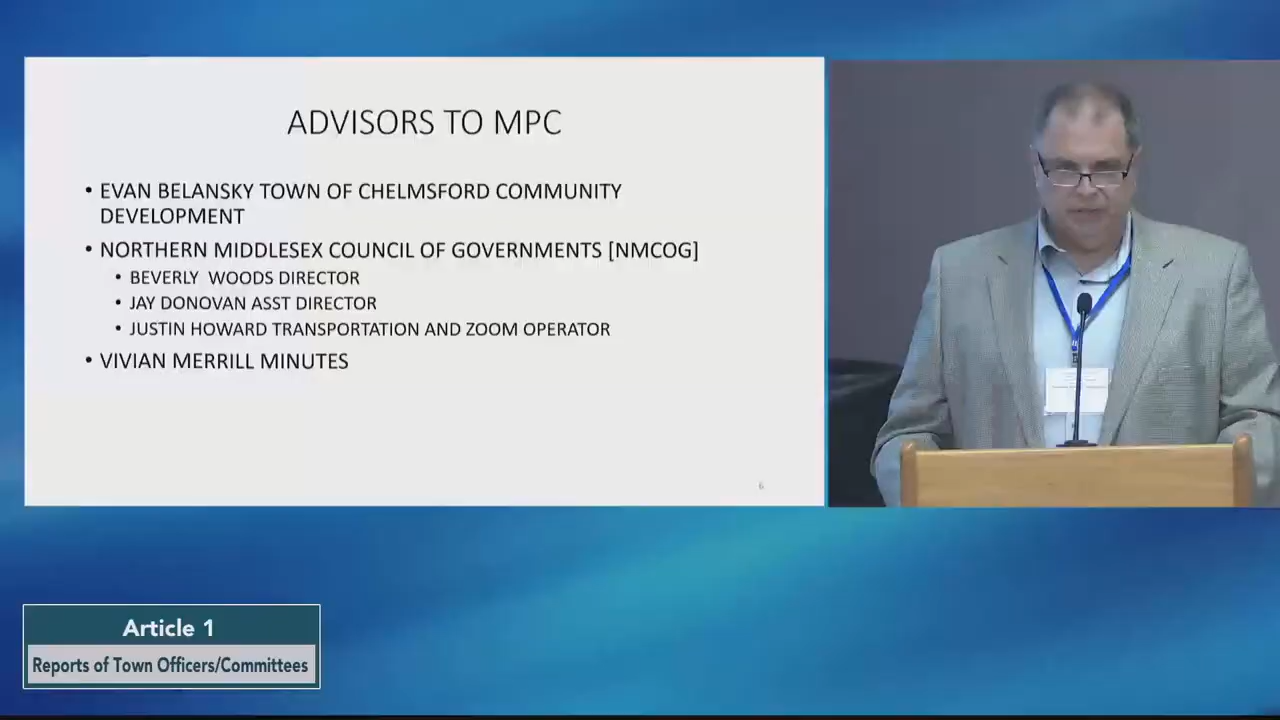 ADVISORS TO MPC
• EVAN BELANSKY TOWN OF CHELMSFORD COMMUNITY
DEVELOPMENT
• NORTHERN MIDDLESEX COUNCIL OF GOVERNMENTS [NMCOG]
• BEVERLY WOODS DIRECTOR
• JAY DONOVAN ASST DIRECTOR
• JUSTIN HOWARD TRANSPORTATION AND ZOOM OPERATOR
• VIVIAN MERRILL MINUTES
6
Article 1
Reports of Town Officers/Committees